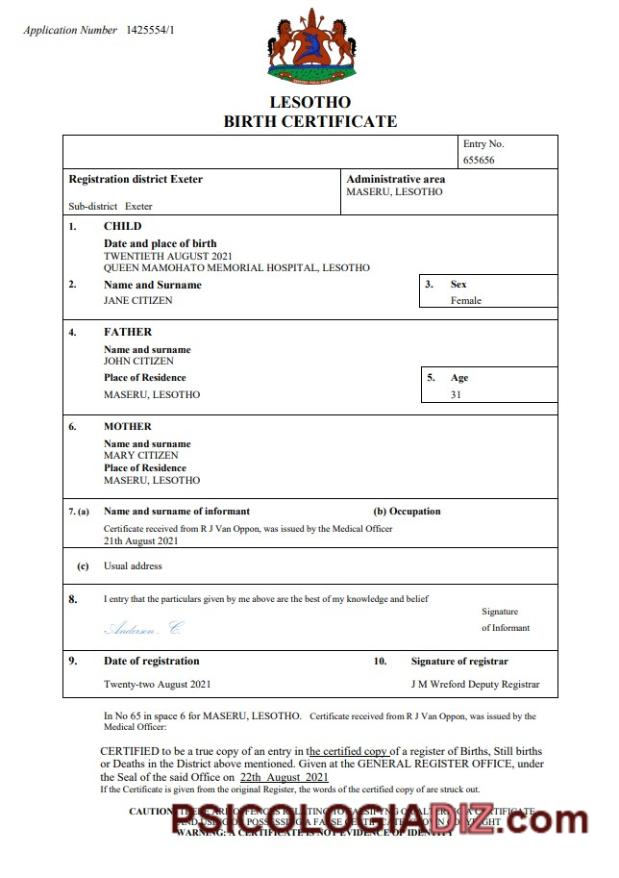 Application Number 1425554/1
LESOTHO
BIRTH CERTIFICATE
Entry No.
655656
Registration district Exeter
Administrative area
MASERU, LESOTHO
Sub-district Exeter
1. CHILD
Date and place of birth
TWENTIETH AUGUST 2021
QUEEN MAMOHATO MEMORIAL HOSPITAL, LESOTHO
2. Name and Surname
JANE CITIZEN
3. Sex
Female
4. FATHER
Name and surname
JOHN CITIZEN
Place of Residence
MASERU, LESOTHO
5. Age
31
6. MOTHER
Name and surname
MARY CITIZEN
Place of Residence
MASERU, LESOTHO
7. (a) Name and surname of informant (b) Occupation
Certificate received from R J Van Oppon, was issued by the Medical Officer
21th August 2021
(c) Usual address
8. I entry that the particulars given by me above are the best of my knowledge and belief
Anderson . C.
Signature
of Informant
9. Date of registration
Twenty-two August 2021
10. Signature of registrar
J M Wreford Deputy Registrar
In No 65 in space 6 for MASERU, LESOTHO. Certificate received from R J Van Oppon, was issued by the
Medical Officer:
CERTIFIED to be a true copy of an entry in the certified copy of a register of Births, Still births
or Deaths in the District above mentioned. Given at the GENERAL REGISTER OFFICE, under
the Seal of the said Office on 22th August 2021
If the Certificate is given from the original Register, the words of the certified copy of are struck out.
CAUTION
PSCOLOGIADIZ.com
WARNING: A CERTIFICATE IS NOT EVIDENCE OF IDENTITY